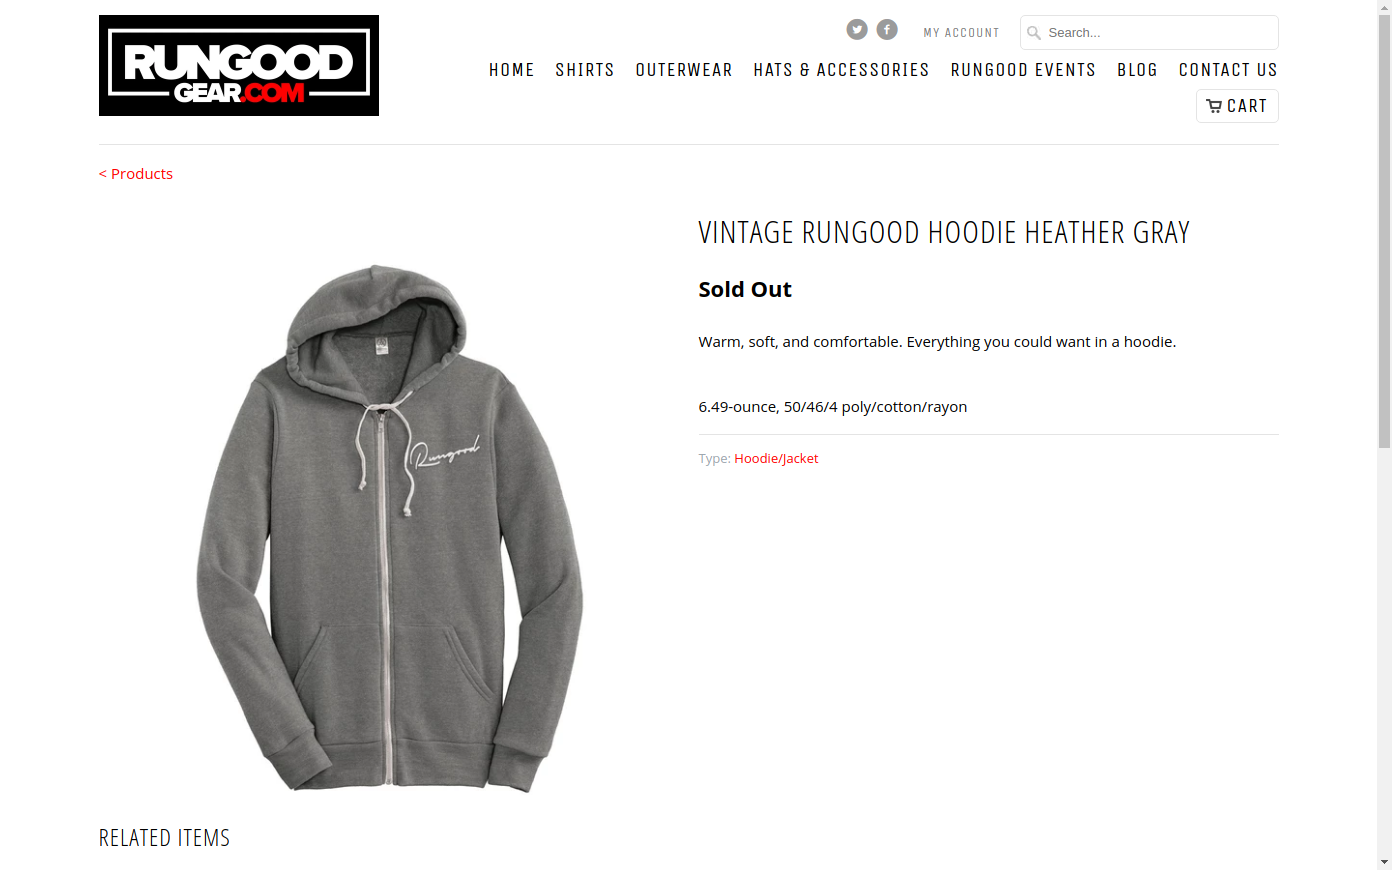 RUNGOOD
GEAR.COM
MY ACCOUNT
Search...
HOME SHIRTS OUTERWEAR HATS & ACCESSORIES RUNGOOD EVENTS BLOG CONTACT US
CART
< Products
VINTAGE RUNGOOD HOODIE HEATHER GRAY
Sold Out
Warm, soft, and comfortable. Everything you could want in a hoodie.
6.49-ounce, 50/46/4 poly/cotton/rayon
Type: Hoodie/Jacket
Rungood
RELATED ITEMS